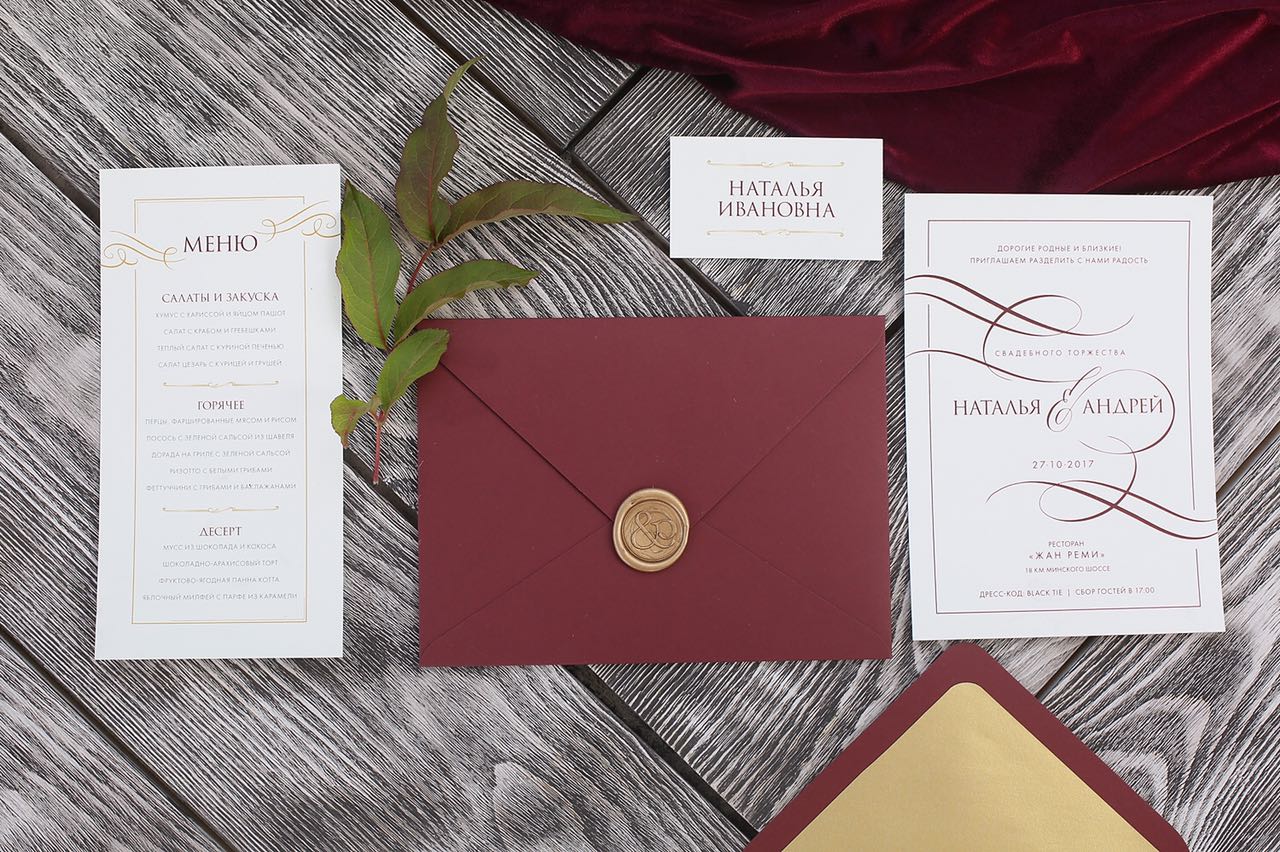 МЕНЮ
САЛАТЫ И ЗАКУСКА
ХУМУС С ХАРИССОЙ И ЯЙЦОМ ПАШОТ
САЛАТ С КРАБОМ И ГРЕБЕШКАМИ
ТЕПЛЫЙ САЛАТ С КУРИНОЙ ПЕЧЕНЬЮ
САЛАТ ЦЕЗАРЬ С КУРИЦЕЙ И ГРУШЕЙ
ГОРЯЧЕЕ
ПЕРЦЫ, ФАРШИРОВАННЫЕ МЯСОМ И РИСОМ
ЛОСОСЬ С ЗЕЛЕНОЙ САЛЬСОЙ ИЗ ЩАВЕЛЯ
ДОРАДА НА ГРИЛЕ С ЗЕЛЕНОЙ САЛЬСОЙ
РИЗОТТО С БЕЛЫМИ ГРИБАМИ
ФЕТТУЧЧИНИ С ГРИБАМИ И БАКЛАЖАНАМИ
ДЕСЕРТ
МУСС ИЗ ШОКОЛАДА И КОКОСА
ШОКОЛАДНО-АРАХИСОВЫЙ ТОРТ
ФРУКТОВО-ЯГОДНАЯ ПАННА КОТТА
ЯБЛОЧНЫЙ МИЛФЕЙ С ПАРФЕ ИЗ КАРАМЕЛИ
НАТАЛЬЯ
ИВАНОВНА
&
ДОРОГИЕ РОДНЫЕ И БЛИЗКИЕ!
ПРИГЛАШАЕМ РАЗДЕЛИТЬ С НАМИ РАДОСТЬ
СВАДЕБНОГО ТОРЖЕСТВА
НАТАЛЬЯ & АНДРЕЙ
27·10·2017
РЕСТОРАН
«ЖАН РЕМИ»
18 КМ МИНСКОГО ШОССЕ
ДРЕСС-КОД: BLACK TIE | СБОР ГОСТЕЙ В 17:00